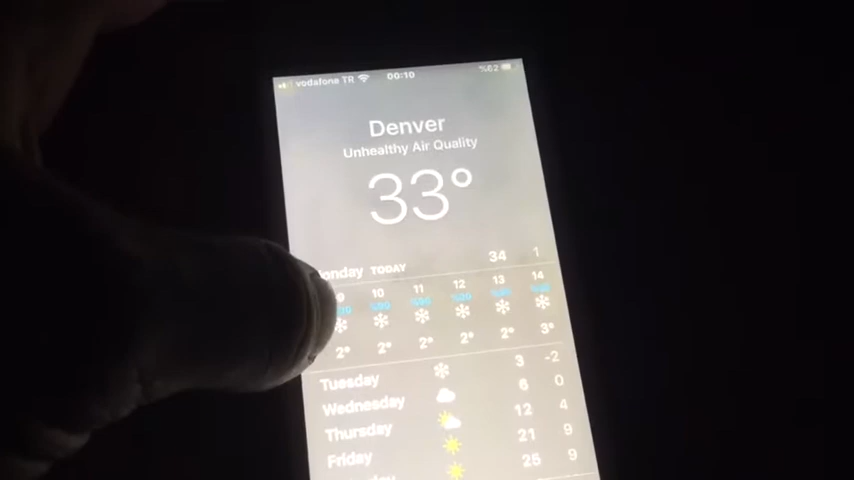 vodafone TR 00:10 %62
Denver
Unhealthy Air Quality
33°
onday TODAY 34 1
9 10 11 12 13 14
2° 2° 2° 2° 2° 3°
Tuesday 3 -2
Wednesday 6 0
Thursday 12 4
Friday 21 9
25 9